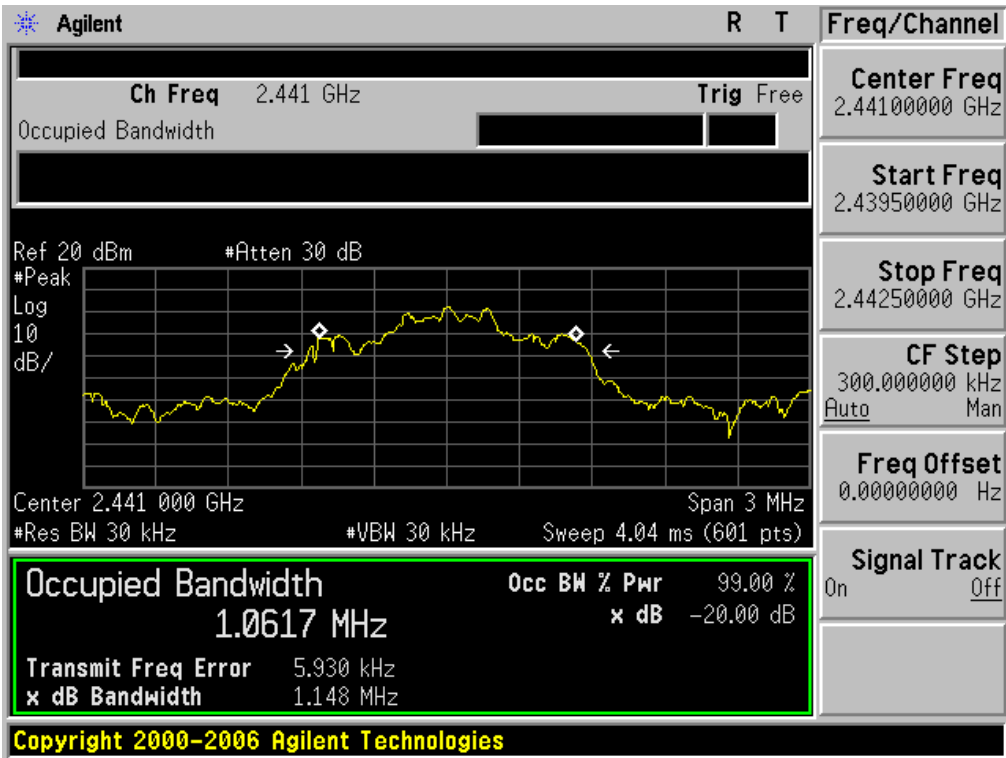 Agilent R T
Ch Freq 2.441 GHz Trig Free
Occupied Bandwidth
Ref 20 dBm #Atten 30 dB
#Peak
Log
10
dB/
Center 2.441 000 GHz Span 3 MHz
#Res BW 30 kHz #VBW 30 kHz Sweep 4.04 ms (601 pts)
Occupied Bandwidth
1.0617 MHz
Occ BW % Pwr 99.00 %
x dB -20.00 dB
Transmit Freq Error 5.930 kHz
x dB Bandwidth 1.148 MHz
Copyright 2000-2006 Agilent Technologies
Freq/Channel
Center Freq
2.44100000 GHz
Start Freq
2.43950000 GHz
Stop Freq
2.44250000 GHz
CF Step
300.000000 kHz
Auto Man
Freq Offset
0.00000000 Hz
Signal Track
On Off